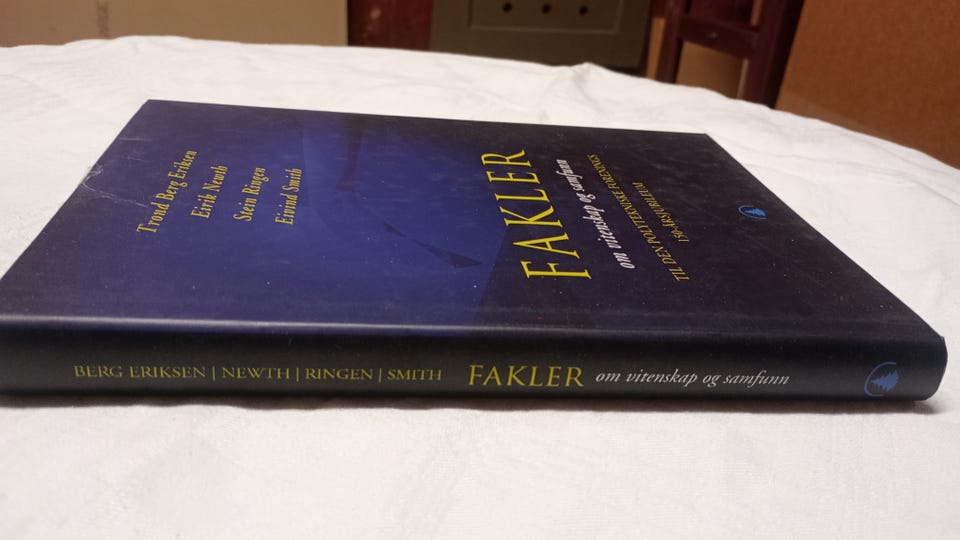 Trond Berg Eriksen
Eirik Newth
Stein Ringen
Eivind Smith
FAKLER
om vitenskap og samfunn
TIL DEN POLYTEKNISKE FORENINGS
150-ÅRSJUBILEUM
BERG ERIKSEN | NEWTH | RINGEN | SMITH FAKLER om vitenskap og samfunn